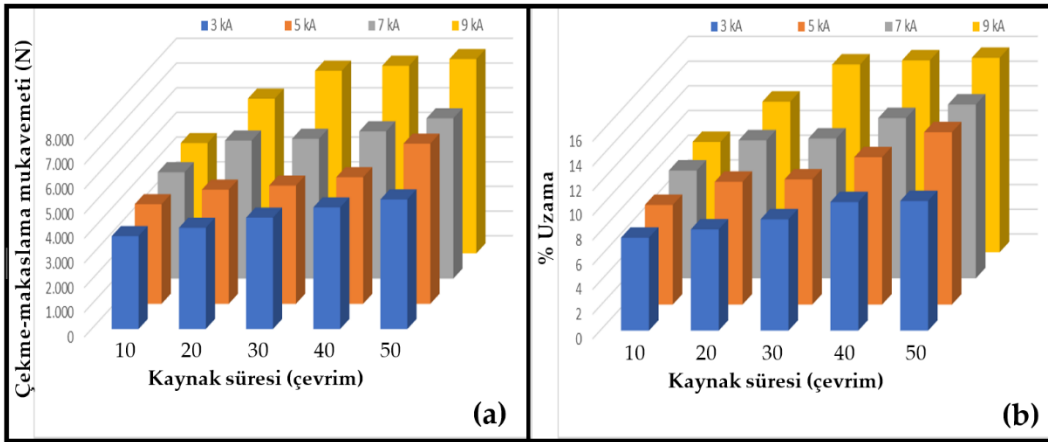 3 kA 5 kA 7 kA 9 kA
Çekme-makaslama mukavemeti (N)
8.000
7.000
6.000
5.000
4.000
3.000
2.000
1.000
0
10 20 30 40 50
Kaynak süresi (çevrim)
(a)
3 kA 5 kA 7 kA 9 kA
% Uzama
16
14
12
10
8
6
4
2
0
10 20 30 40 50
Kaynak süresi (çevrim)
(b)